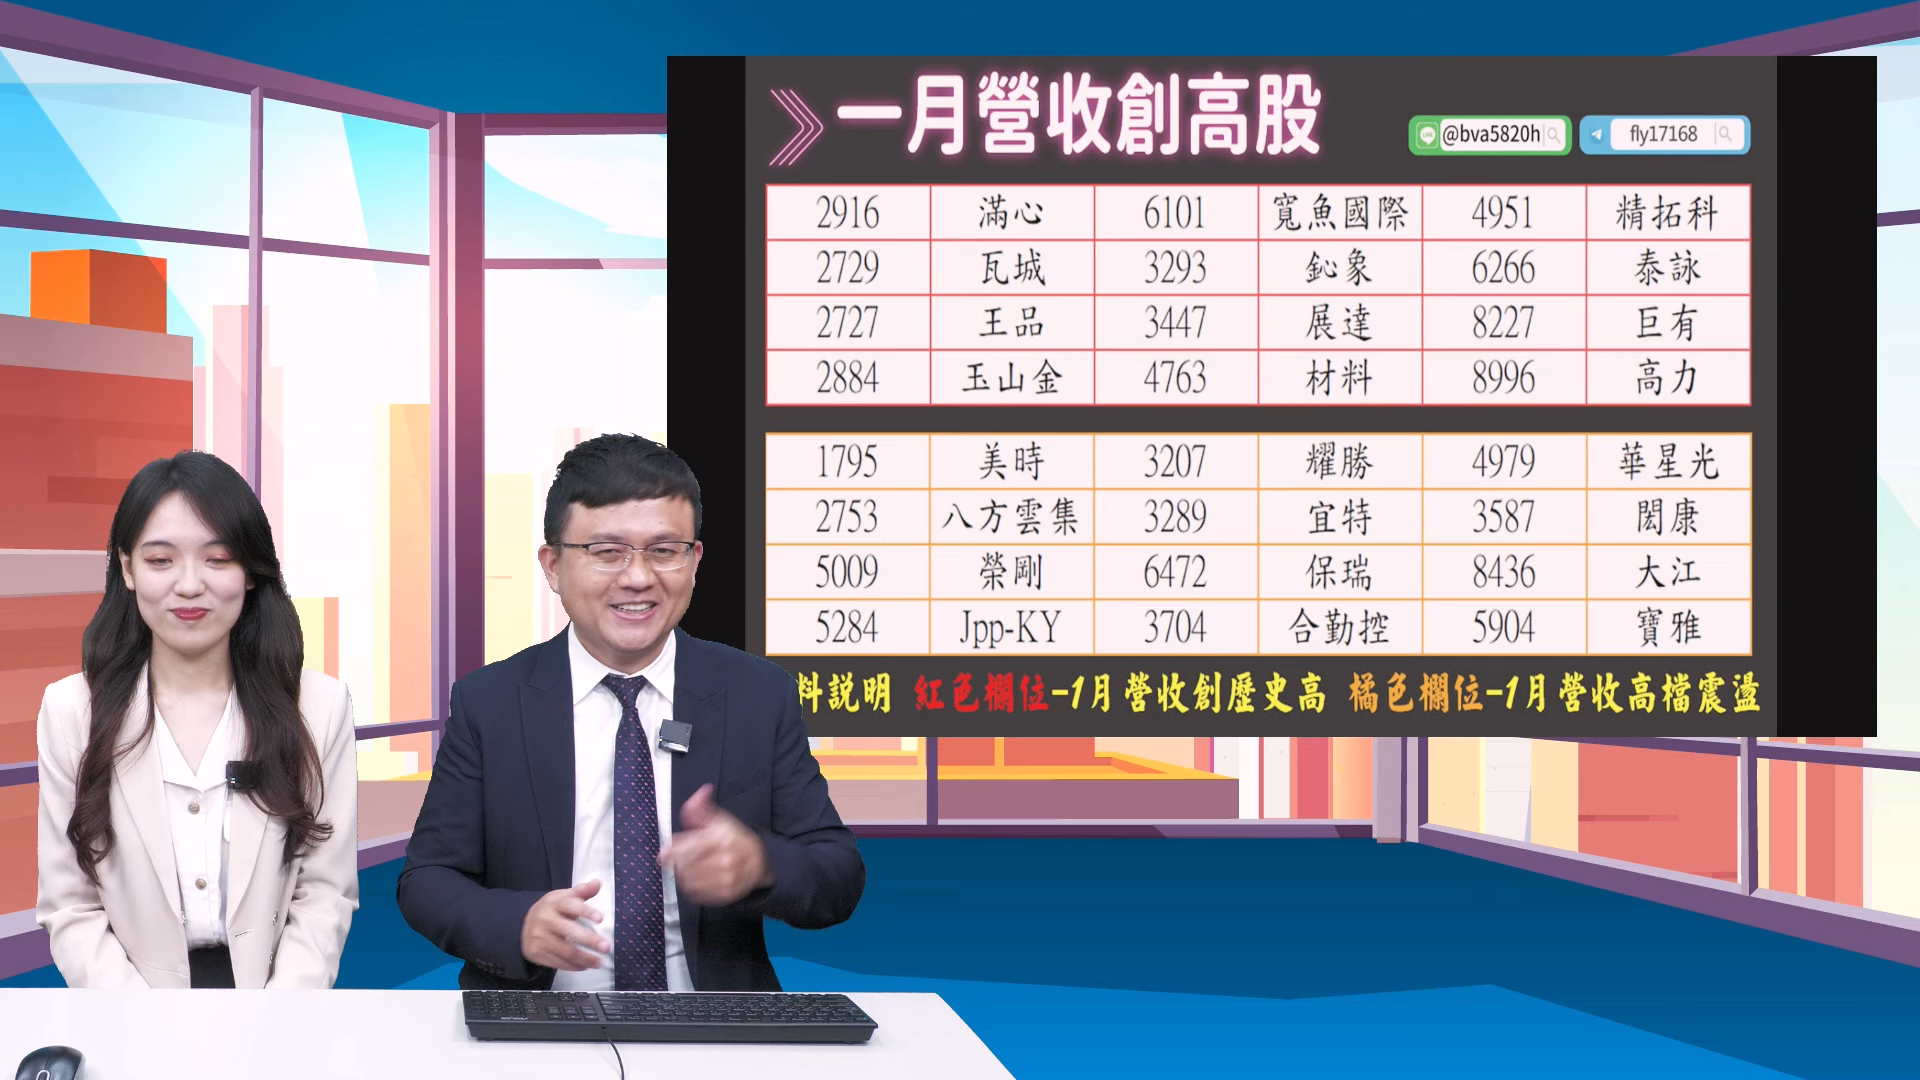 一月營收創高股
@bva5820h
fly17168
2916 滿心 6101 寬魚國際 4951 精拓科
2729 瓦城 3293 鈊象 6266 泰詠
2727 王品 3447 展達 8227 巨有
2884 玉山金 4763 材料 8996 高力
1795 美時 3207 耀勝 4979 華星光
2753 八方雲集 3289 宜特 3587 閎康
5009 榮剛 6472 保瑞 8436 大江
5284 Jpp-KY 3704 合勤控 5904 寶雅
料說明 紅色欄位-1月營收創歷史高 橘色欄位-1月營收高檔震盪